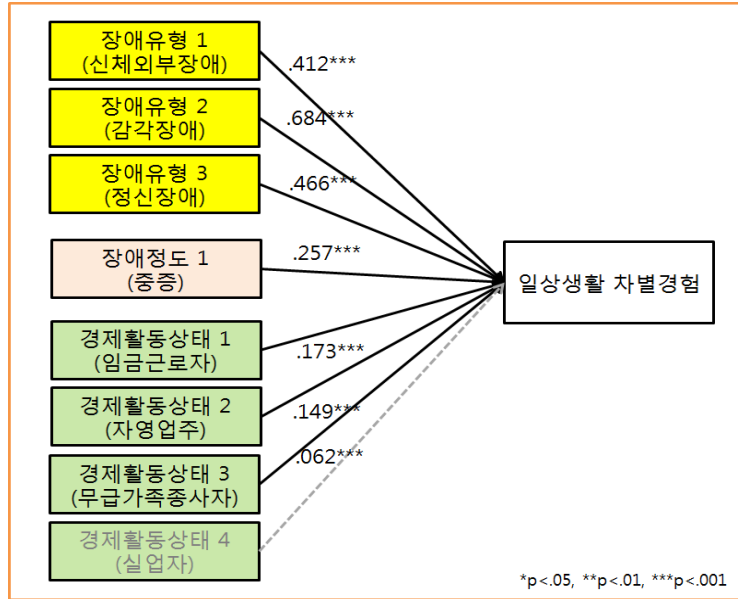 장애유형 1
(신체외부장애)
.412***
장애유형 2
(감각장애)
.684***
장애유형 3
(정신장애)
.466***
장애정도 1
(중증)
.257***
일상생활 차별경험
경제활동상태 1
(임금근로자)
.173***
경제활동상태 2
(자영업주)
.149***
경제활동상태 3
(무급가족종사자)
.062***
경제활동상태 4
(실업자)
*p<.05, **p<.01, ***p<.001